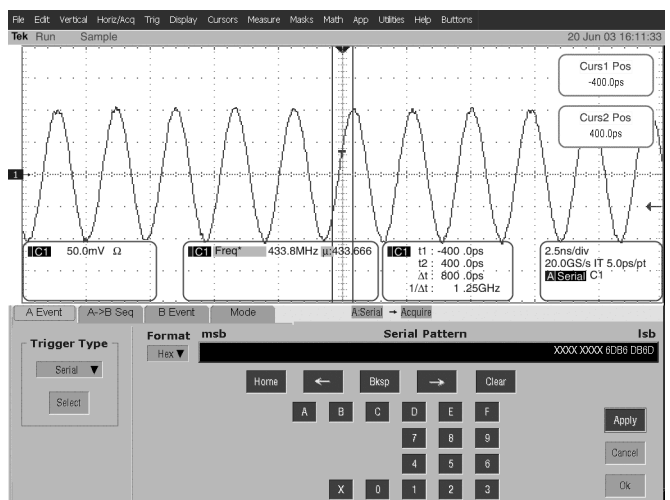 File Edit Vertical Horiz/Acq Trig Display Cursors Measure Masks Math App Utilities Help Buttons
Tek Run Sample 20 Jun 03 16:11:33
Curs1 Pos
-400.0ps
Curs2 Pos
400.0ps
1
C1 50.0mV Ω
C1 Freq* 433.8MHz µ:433.666
C1 t1 : -400 .0ps
t2 : 400 .0ps
Δt : 800 .0ps
1/Δt : 1 .25GHz
2.5ns/div
20.0GS/s IT 5.0ps/pt
A Serial C1
A Event A->B Seq B Event Mode A:Serial → Acquire
Trigger Type
Serial ▼
Select
Format msb Serial Pattern lsb
Hex ▼ XXXX XXXX 6DB6 DB6D
Home ← Bksp → Clear
A B C D E F
7 8 9
4 5 6
X 0 1 2 3
Apply
Cancel
Ok